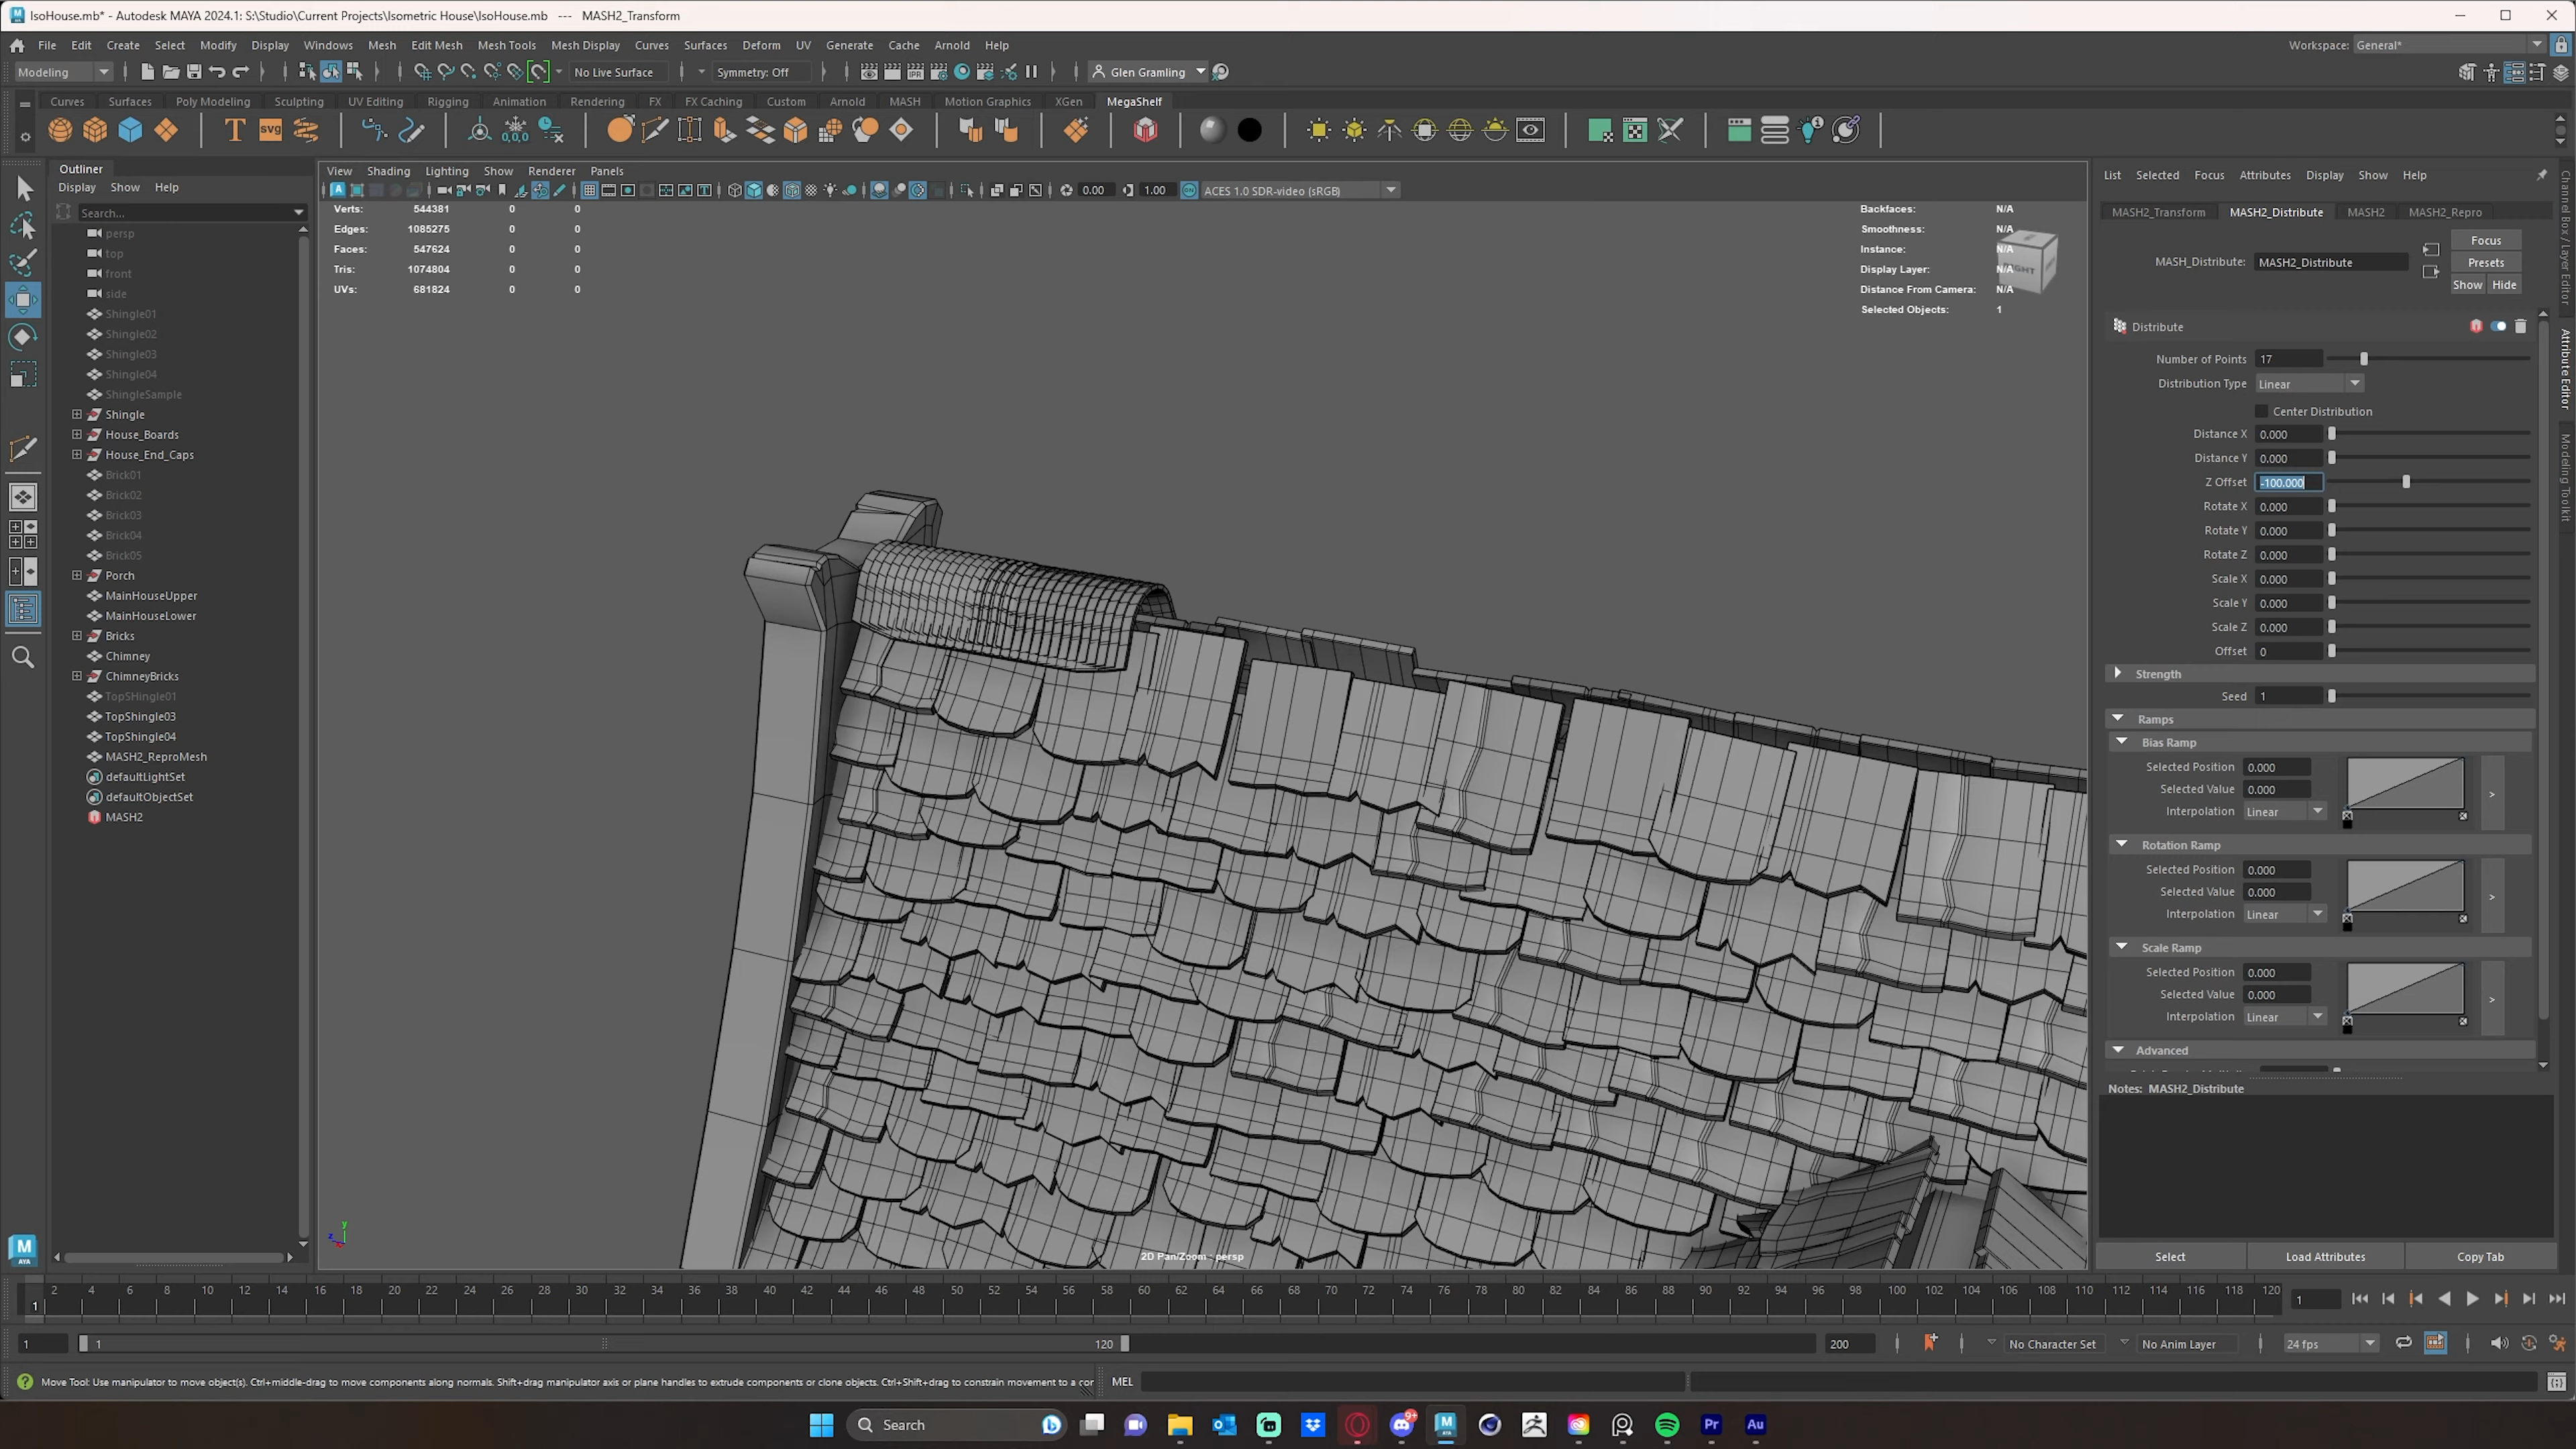 IsoHouse.mb* - Autodesk MAYA 2024.1: S:\Studio\Current Projects\Isometric House\IsoHouse.mb   ---   MASH2_Transform
File Edit Create Select Modify Display Windows Mesh Edit Mesh Mesh Tools Mesh Display Curves Surfaces Deform UV Generate Cache Arnold Help
Workspace: General*
Modeling
No Live Surface
Symmetry: Off
Glen Gramling
Curves Surfaces Poly Modeling Sculpting UV Editing Rigging Animation Rendering FX FX Caching Custom Arnold MASH Motion Graphics XGen MegaShelf
T
SVG
0,0,0
Outliner
Display Show Help
Search...
persp
top
front
side
Shingle01
Shingle02
Shingle03
Shingle04
ShingleSample
Shingle
House_Boards
House_End_Caps
Brick01
Brick02
Brick03
Brick04
Brick05
Porch
MainHouseUpper
MainHouseLower
Bricks
Chimney
ChimneyBricks
TopSHingle01
TopShingle03
TopShingle04
MASH2_ReproMesh
defaultLightSet
defaultObjectSet
MASH2
View Shading Lighting Show Renderer Panels
0.00
1.00
ACES 1.0 SDR-video (sRGB)
Verts: 544381 0 0
Edges: 1085275 0 0
Faces: 547624 0 0
Tris: 1074804 0 0
UVs: 681824 0 0
Backfaces: N/A
Smoothness: N/A
Instance: N/A
Display Layer: N/A
Distance From Camera: N/A
Selected Objects: 1
2D Pan/Zoom : persp
List Selected Focus Attributes Display Show Help
MASH2_Transform MASH2_Distribute MASH2 MASH2_Repro
MASH_Distribute: MASH2_Distribute
Focus
Presets
Show Hide
Distribute
Number of Points 17
Distribution Type Linear
Center Distribution
Distance X 0.000
Distance Y 0.000
Z Offset -100.000
Rotate X 0.000
Rotate Y 0.000
Rotate Z 0.000
Scale X 0.000
Scale Y 0.000
Scale Z 0.000
Offset 0
Strength
Seed 1
Ramps
Bias Ramp
Selected Position 0.000
Selected Value 0.000
Interpolation Linear
Rotation Ramp
Selected Position 0.000
Selected Value 0.000
Interpolation Linear
Scale Ramp
Selected Position 0.000
Selected Value 0.000
Interpolation Linear
Advanced
Notes: MASH2_Distribute
Select Load Attributes Copy Tab
Channel Box / Layer Editor
Attribute Editor
Modeling Toolkit
1 2 4 6 8 10 12 14 16 18 20 22 24 26 28 30 32 34 36 38 40 42 44 46 48 50 52 54 56 58 60 62 64 66 68 70 72 74 76 78 80 82 84 86 88 90 92 94 96 98 100 102 104 106 108 110 112 114 116 118 120
1
1 1 120 200 No Character Set No Anim Layer 24 fps
Move Tool: Use manipulator to move object(s). Ctrl+middle-drag to move components along normals. Shift+drag manipulator axis or plane handles to extrude components or clone objects. Ctrl+Shift+drag to constrain movement to a cor
MEL
Search
9+
Pr
Au